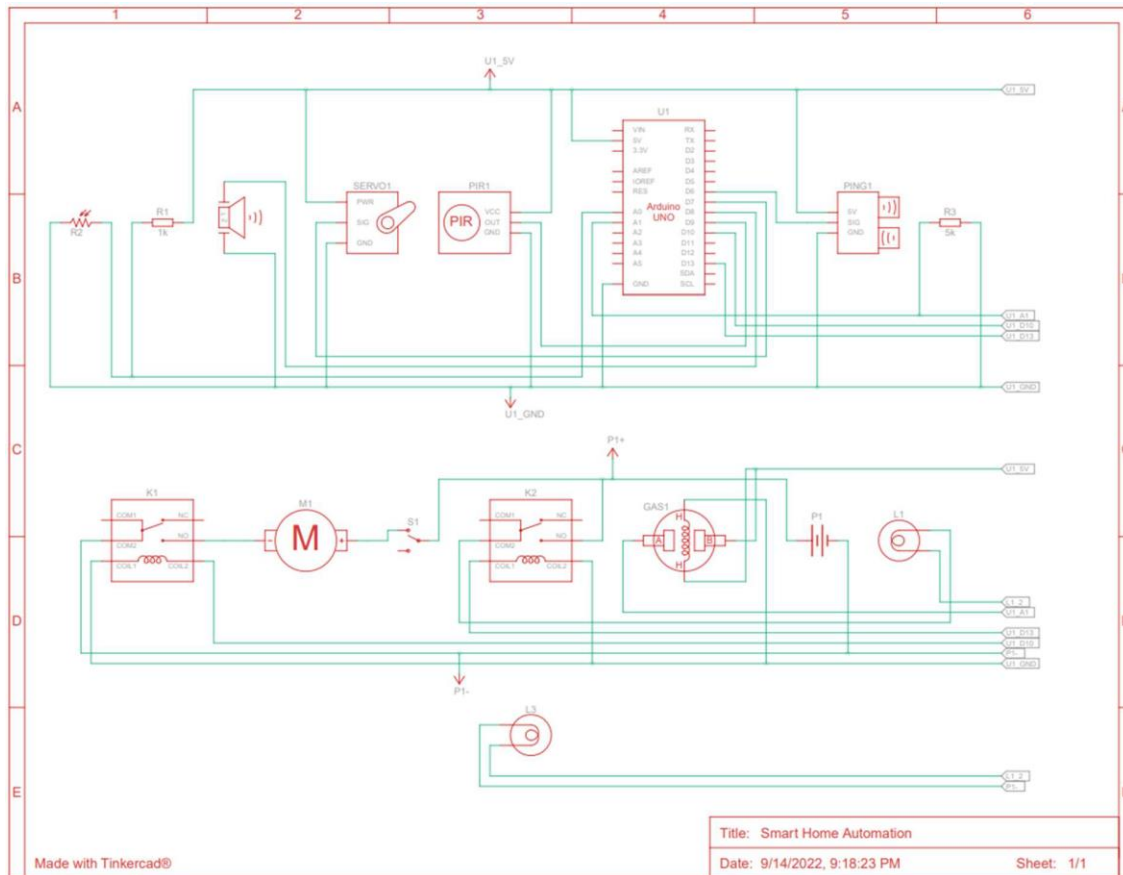 1 2 3 4 5 6
U1_5V
U1_5V
A
U1
VIN RX
5V TX
3.3V D2
D3
AREF D4
IOREF D5
RES D6
D7
A0 D8
A1 D9
A2 D10
A3 D11
A4 D12
A5 D13
SDA
GND SCL
Arduino
UNO
SERVO1
PWR
SIG
GND
PIR1
PIR
VCC
OUT
GND
PING1
5V
SIG
GND
R2
R1
1k
R3
5k
B
U1_A1
U1_D10
U1_D13
U1_GND
U1_GND
C
P1+
U1_5V
K1
COM1 NC
COM2 NO
COIL1 COIL2
M1
M
- +
S1
K2
COM1 NC
COM2 NO
COIL1 COIL2
GAS1
H
A B
H
P1
L1
D
L1_2
U1_A1
U1_D13
U1_D10
P1-
U1_GND
P1-
L3
E
L1_2
P1-
Title: Smart Home Automation
Made with Tinkercad®
Date: 9/14/2022, 9:18:23 PM Sheet: 1/1